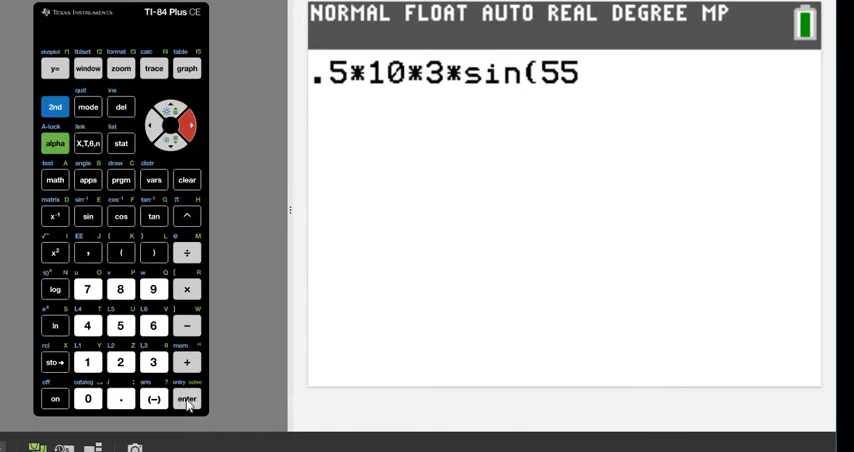 TEXAS INSTRUMENTS TI-84 Plus CE
NORMAL FLOAT AUTO REAL DEGREE MP
.5*10*3*sin(55
statplot f1 tblset f2 format f3 calc f4 table f5
y= window zoom trace graph
quit ins
2nd mode del
A-lock link list
alpha X,T,θ,n stat
test A angle B draw C distr
math apps prgm vars clear
matrix D sin⁻¹ E cos⁻¹ F tan⁻¹ G π H
x⁻¹ sin cos tan ^
√ I EE J { K } L e M
x² , ( ) ÷
10ˣ N u O v P w Q [ R
log 7 8 9 ×
eˣ S L4 T L5 U L6 V ] W
ln 4 5 6 −
rcl X L1 Y L2 Z L3 θ mem "
sto→ 1 2 3 +
off catalog i : ans ? entry solve
on 0 . (−) enter